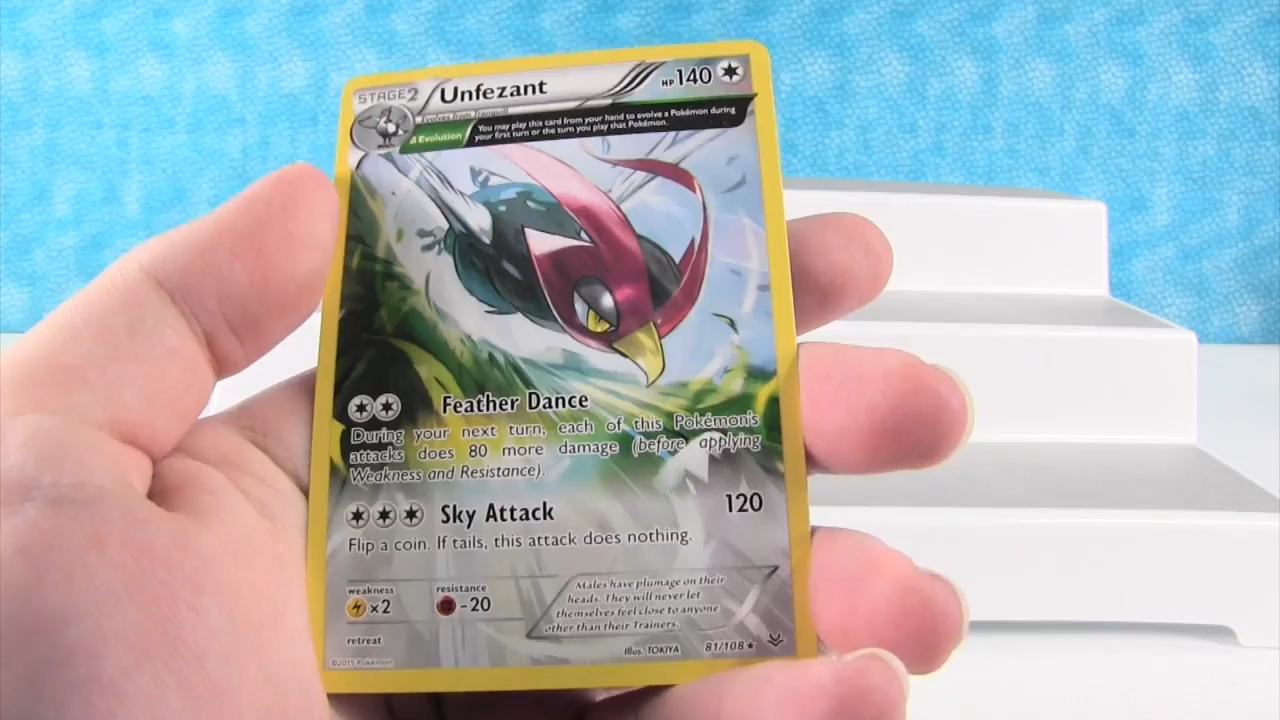 STAGE2 Unfezant HP140
Evolves from Tranquill
Evolution
You may play this card from your hand to evolve a Pokémon during
your first turn or the turn you play that Pokémon.
Feather Dance
During your next turn, each of this Pokémon's
attacks does 80 more damage (before applying
Weakness and Resistance).
Sky Attack 120
Flip a coin. If tails, this attack does nothing.
weakness resistance
×2 -20
retreat
Males have plumage on their
heads. They will never let
themselves feel close to anyone
other than their Trainers.
Illus. TOKIYA 81/108
©2015 Pokémon